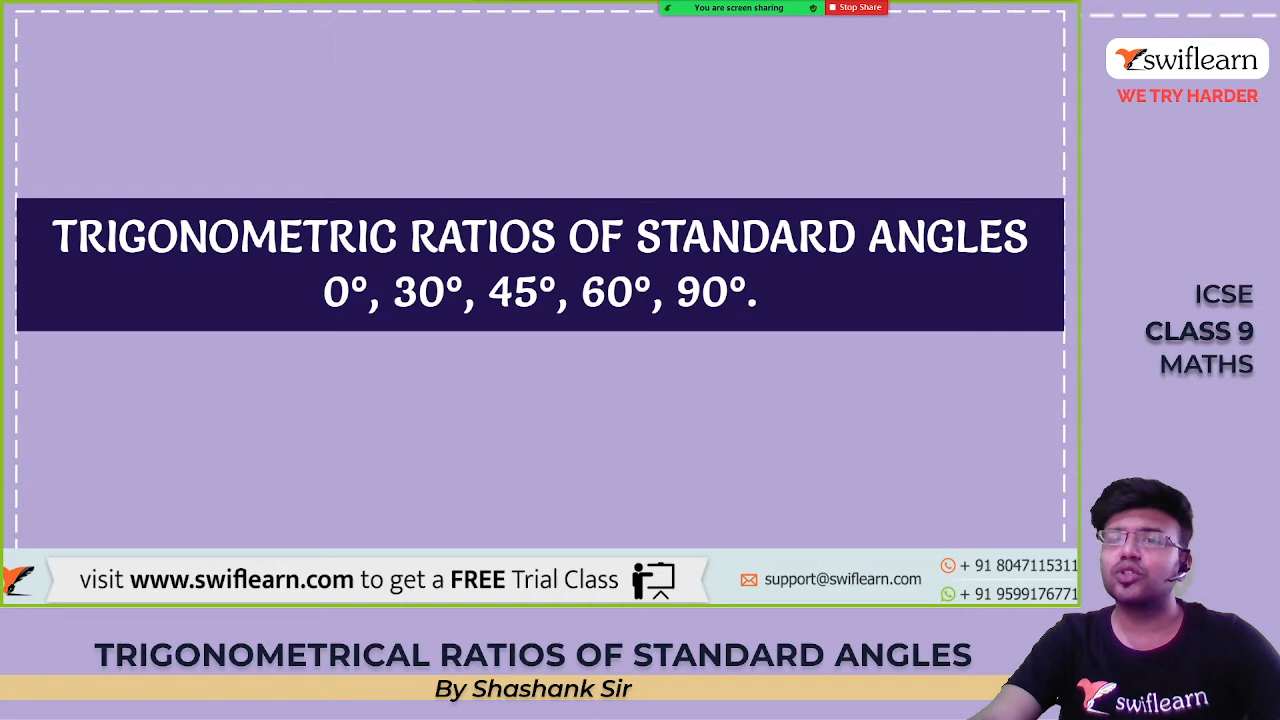 You are screen sharing
Stop Share
swiflearn
WE TRY HARDER
TRIGONOMETRIC RATIOS OF STANDARD ANGLES
0°, 30°, 45°, 60°, 90°.
ICSE
CLASS 9
MATHS
visit www.swiflearn.com to get a FREE Trial Class
support@swiflearn.com
+ 91 8047115311
+ 91 9599176771
TRIGONOMETRICAL RATIOS OF STANDARD ANGLES
By Shashank Sir
swiflearn